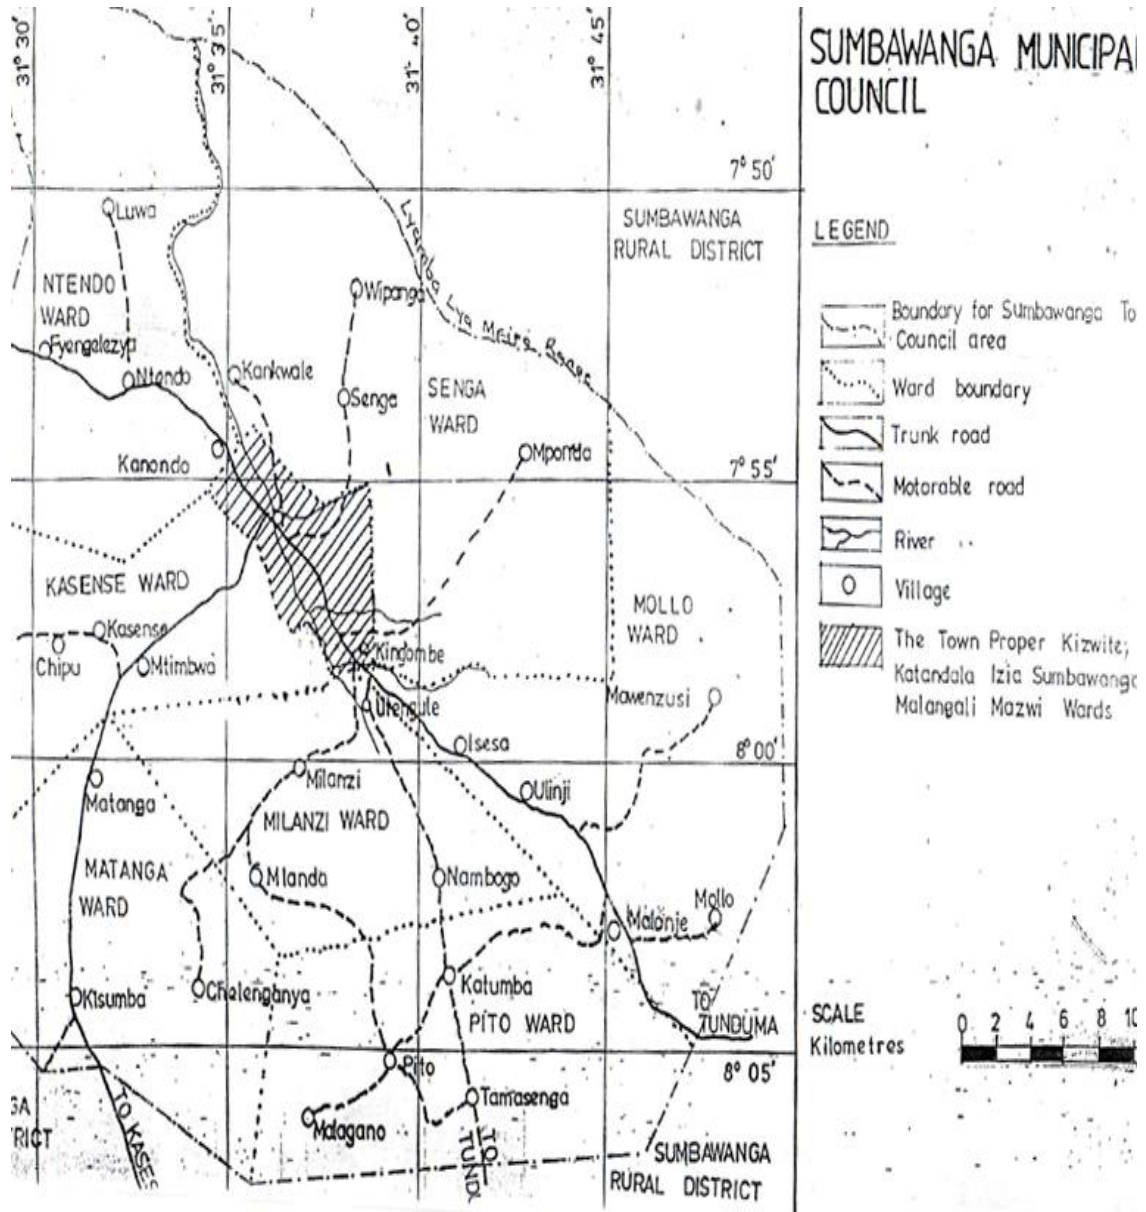 31° 30'
31° 35'
31° 40'
31° 45'
SUMBAWANGA MUNICIPAL
COUNCIL
7° 50'
Luwa
Lyamba Lya Range
SUMBAWANGA
RURAL DISTRICT
LEGEND
NTENDO
WARD
Wipanga
Boundary for Sumbawanga To
Council area
Fyengelezya
Ntendo
Kankwale
Senga
SENGA
WARD
Ward boundary
Trunk road
Kanondo
Mponda
7° 55'
Motorable road
River
KASENSE WARD
Village
MOLLO
WARD
Kasense
Chipu
Mtimbwa
Kindombe
The Town Proper Kizwite;
Katandala Izia Sumbawanga
Malangali Mazwi Wards
Mawenzusi
Utengule
Isesa
8° 00'
Matanga
Milanzi
Ulinji
MILANZI WARD
MATANGA
WARD
Mlanda
Nambogo
Mollo
Malonje
Kisumba
Chelenganya
Katumba
PITO WARD
TO
TUNDUMA
SCALE
Kilometres
0 2 4 6 8 10
Pito
8° 05'
Tamasenga
Malagano
GA
RICT
TO KASES
TO
TUNDU
SUMBAWANGA
RURAL DISTRICT